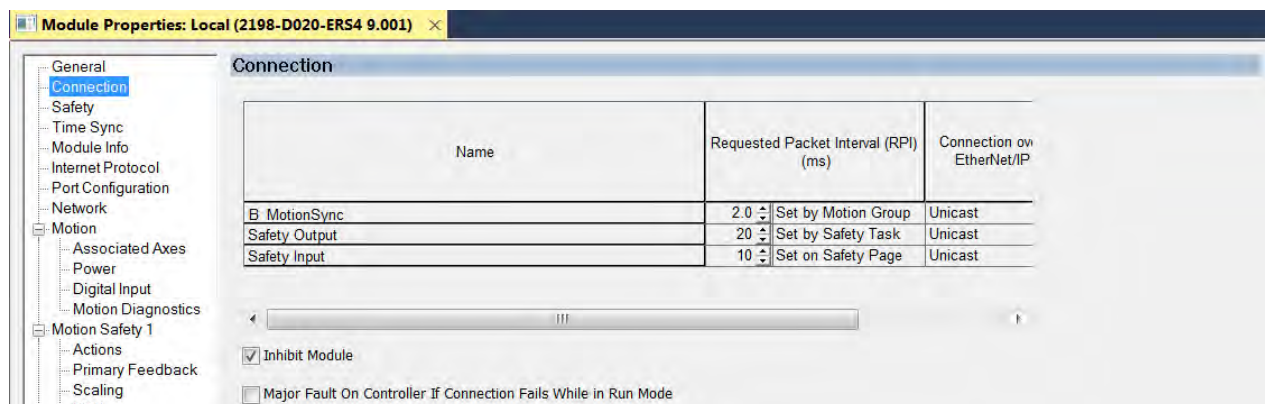 Module Properties: Local (2198-D020-ERS4 9.001) ×
General
Connection
Safety
Time Sync
Module Info
Internet Protocol
Port Configuration
Network
Motion
Associated Axes
Power
Digital Input
Motion Diagnostics
Motion Safety 1
Actions
Primary Feedback
Scaling
Connection
Name
Requested Packet Interval (RPI)
(ms)
Connection ov
EtherNet/IP
B MotionSync 2.0 Set by Motion Group Unicast
Safety Output 20 Set by Safety Task Unicast
Safety Input 10 Set on Safety Page Unicast
Inhibit Module
Major Fault On Controller If Connection Fails While in Run Mode